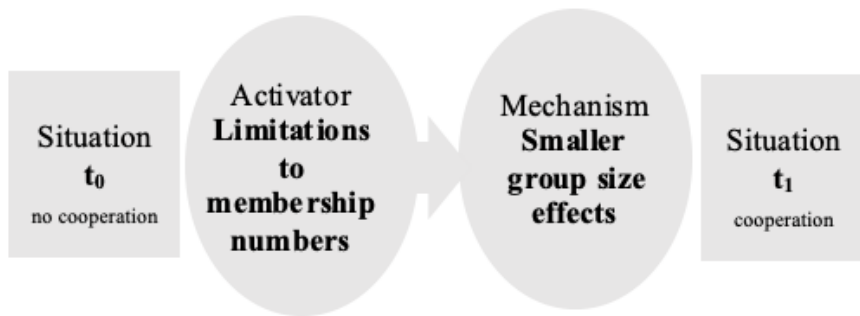 Situation
t₀
no cooperation
Activator
Limitations
to
membership
numbers
Mechanism
Smaller
group size
effects
Situation
t₁
cooperation